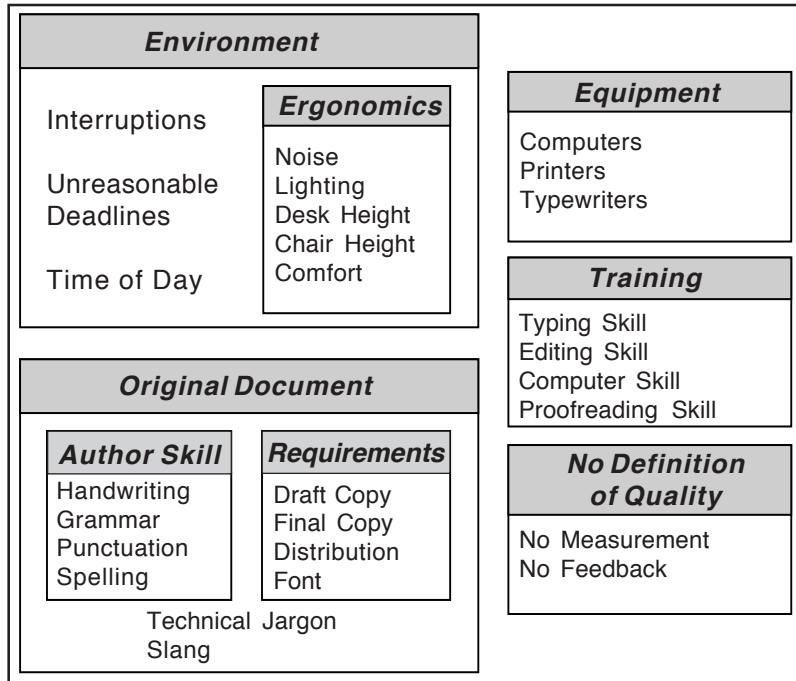 Environment
Interruptions
Unreasonable
Deadlines
Time of Day
Ergonomics
Noise
Lighting
Desk Height
Chair Height
Comfort
Original Document
Author Skill
Handwriting
Grammar
Punctuation
Spelling
Requirements
Draft Copy
Final Copy
Distribution
Font
Technical Jargon
Slang
Equipment
Computers
Printers
Typewriters
Training
Typing Skill
Editing Skill
Computer Skill
Proofreading Skill
No Definition
of Quality
No Measurement
No Feedback